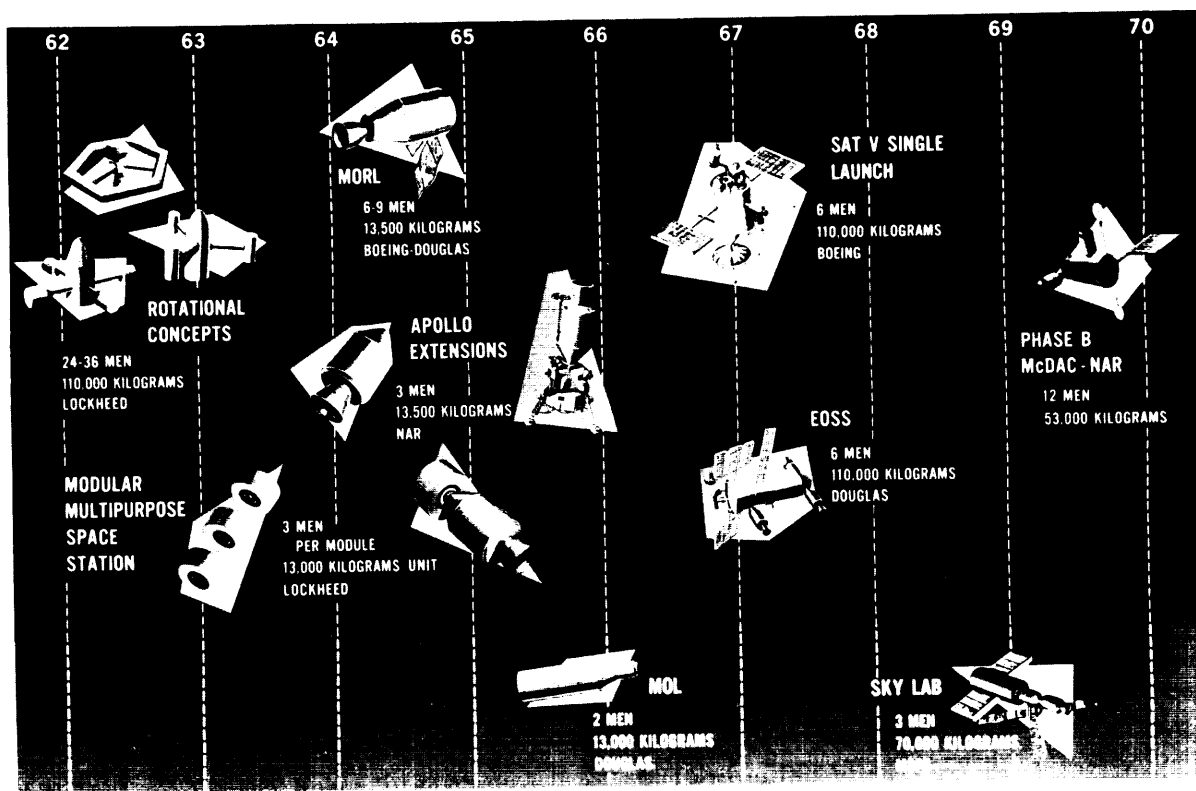 62 63 64 65 66 67 68 69 70
MORL
6-9 MEN
13,500 KILOGRAMS
BOEING-DOUGLAS
SAT V SINGLE
LAUNCH
6 MEN
110,000 KILOGRAMS
BOEING
ROTATIONAL
CONCEPTS
24-36 MEN
110,000 KILOGRAMS
LOCKHEED
APOLLO
EXTENSIONS
3 MEN
13,500 KILOGRAMS
NAR
PHASE B
McDAC-NAR
12 MEN
53,000 KILOGRAMS
EOSS
6 MEN
110,000 KILOGRAMS
DOUGLAS
MODULAR
MULTIPURPOSE
SPACE
STATION
3 MEN
PER MODULE
13,000 KILOGRAMS UNIT
LOCKHEED
MOL
2 MEN
13,000 KILOGRAMS
DOUGLAS
SKY LAB
3 MEN
70,000 KILOGRAMS